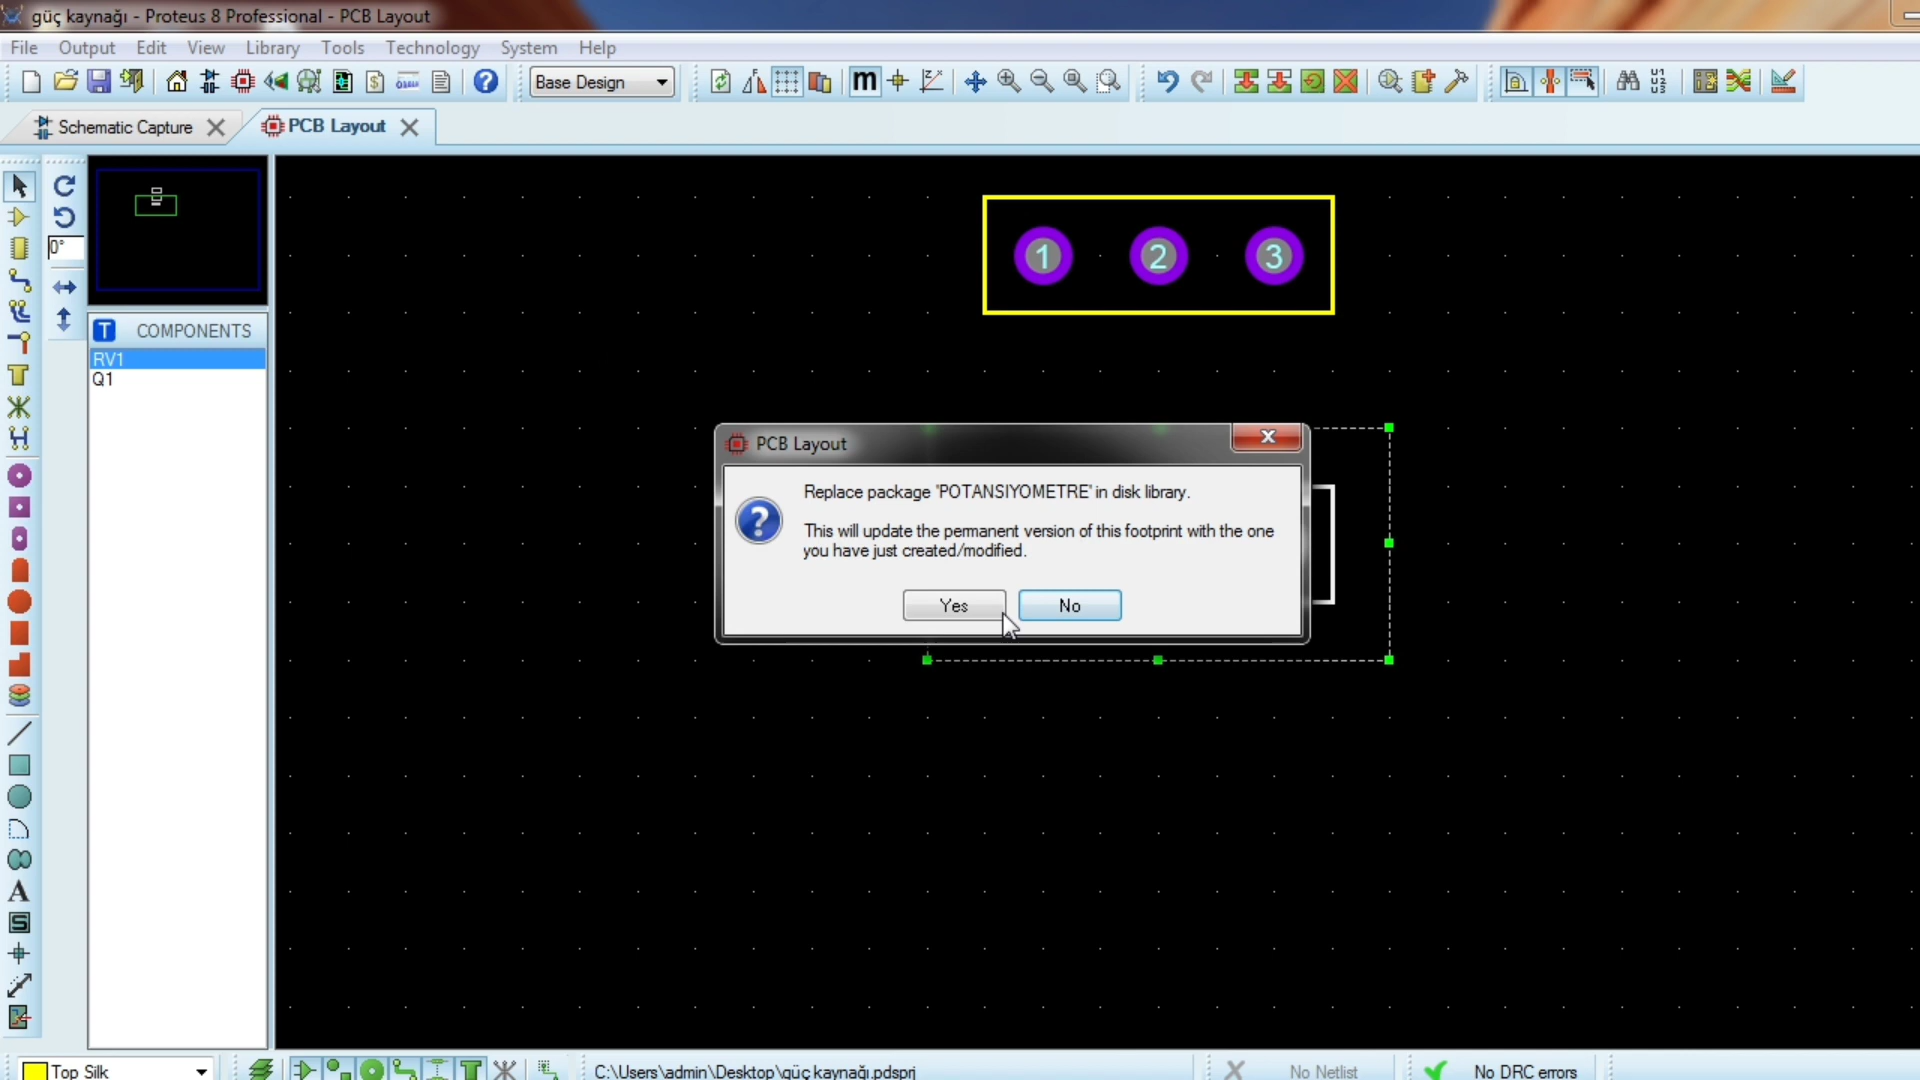 güç kaynağı - Proteus 8 Professional - PCB Layout
File Output Edit View Library Tools Technology System Help
Base Design
m
Schematic Capture
PCB Layout
0°
T COMPONENTS
RV1
Q1
1 2 3
PCB Layout
Replace package 'POTANSIYOMETRE' in disk library.
This will update the permanent version of this footprint with the one
you have just created/modified.
Yes No
A
S
Top Silk
C:\Users\admin\Desktop\güç kaynağı.pdsprj
No Netlist
No DRC errors